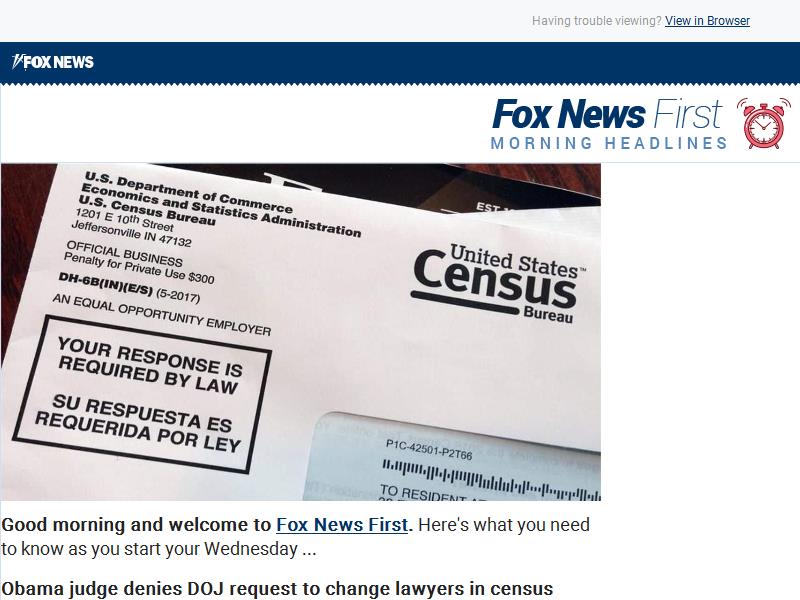 Having trouble viewing? View in Browser
FOX NEWS
Fox News First
MORNING HEADLINES
U.S. Department of Commerce
Economics and Statistics Administration
U.S. Census Bureau
1201 E 10th Street
Jeffersonville IN 47132
OFFICIAL BUSINESS
Penalty for Private Use $300
DH-6B(IN)(E/S) (5-2017)
AN EQUAL OPPORTUNITY EMPLOYER
YOUR RESPONSE IS
REQUIRED BY LAW
SU RESPUESTA ES
REQUERIDA POR LEY
EST
United States™
Census
Bureau
P1C-42501-P2T66
TO RESIDENT
Good morning and welcome to Fox News First. Here's what you need
to know as you start your Wednesday ...
Obama judge denies DOJ request to change lawyers in census